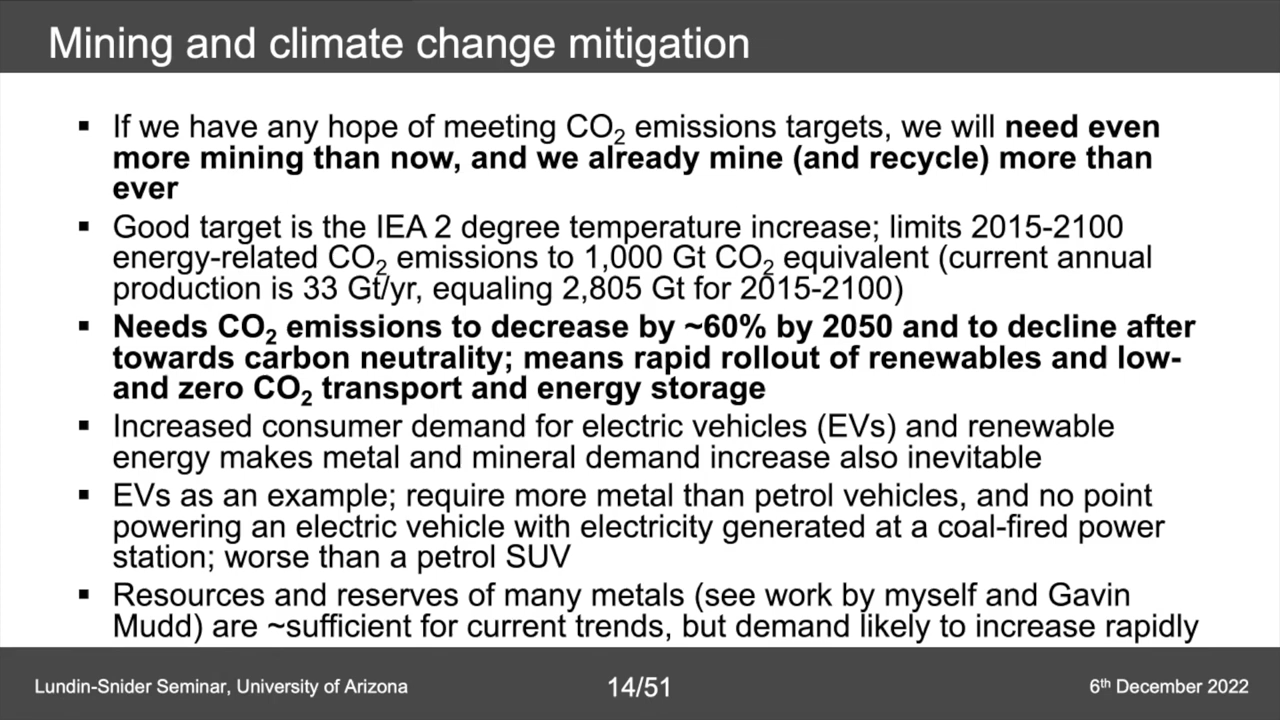 Mining and climate change mitigation
▪ If we have any hope of meeting CO₂ emissions targets, we will need even
more mining than now, and we already mine (and recycle) more than
ever
▪ Good target is the IEA 2 degree temperature increase; limits 2015-2100
energy-related CO₂ emissions to 1,000 Gt CO₂ equivalent (current annual
production is 33 Gt/yr, equaling 2,805 Gt for 2015-2100)
▪ Needs CO₂ emissions to decrease by ~60% by 2050 and to decline after
towards carbon neutrality; means rapid rollout of renewables and low-
and zero CO₂ transport and energy storage
▪ Increased consumer demand for electric vehicles (EVs) and renewable
energy makes metal and mineral demand increase also inevitable
▪ EVs as an example; require more metal than petrol vehicles, and no point
powering an electric vehicle with electricity generated at a coal-fired power
station; worse than a petrol SUV
▪ Resources and reserves of many metals (see work by myself and Gavin
Mudd) are ~sufficient for current trends, but demand likely to increase rapidly
Lundin-Snider Seminar, University of Arizona
14/51
6th December 2022